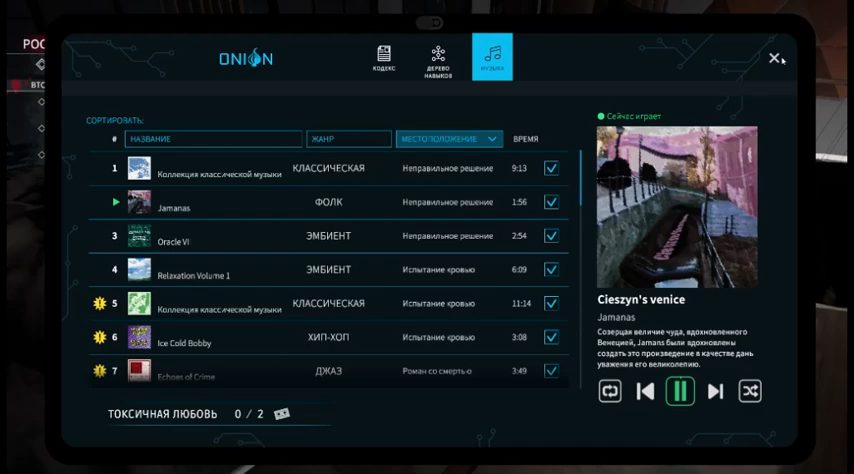 РОС
ВТС
ONION
КОДЕКС
ДЕРЕВО
НАВЫКОВ
МУЗЫКА
СОРТИРОВАТЬ:
# НАЗВАНИЕ ЖАНР МЕСТОПОЛОЖЕНИЕ ВРЕМЯ
1 Коллекция классической музыки КЛАССИЧЕСКАЯ Неправильное решение 9:13
Jamanas ФОЛК Неправильное решение 1:56
3 Oracle VII ЭМБИЕНТ Неправильное решение 2:54
4 Relaxation Volume 1 ЭМБИЕНТ Испытание кровью 6:09
5 Коллекция классической музыки КЛАССИЧЕСКАЯ Испытание кровью 11:14
6 Ice Cold Bobby ХИП-ХОП Испытание кровью 3:08
7 Echoes of Crime ДЖАЗ Роман со смертью 3:49
ТОКСИЧНАЯ ЛЮБОВЬ 0 / 2
Сейчас играет
Cieszyn's venice
Jamanas
Созерцая величие чуда, вдохновленного
Венецией, Jamans были вдохновлены
создать это произведение в качестве дань
уважения его великолепию.